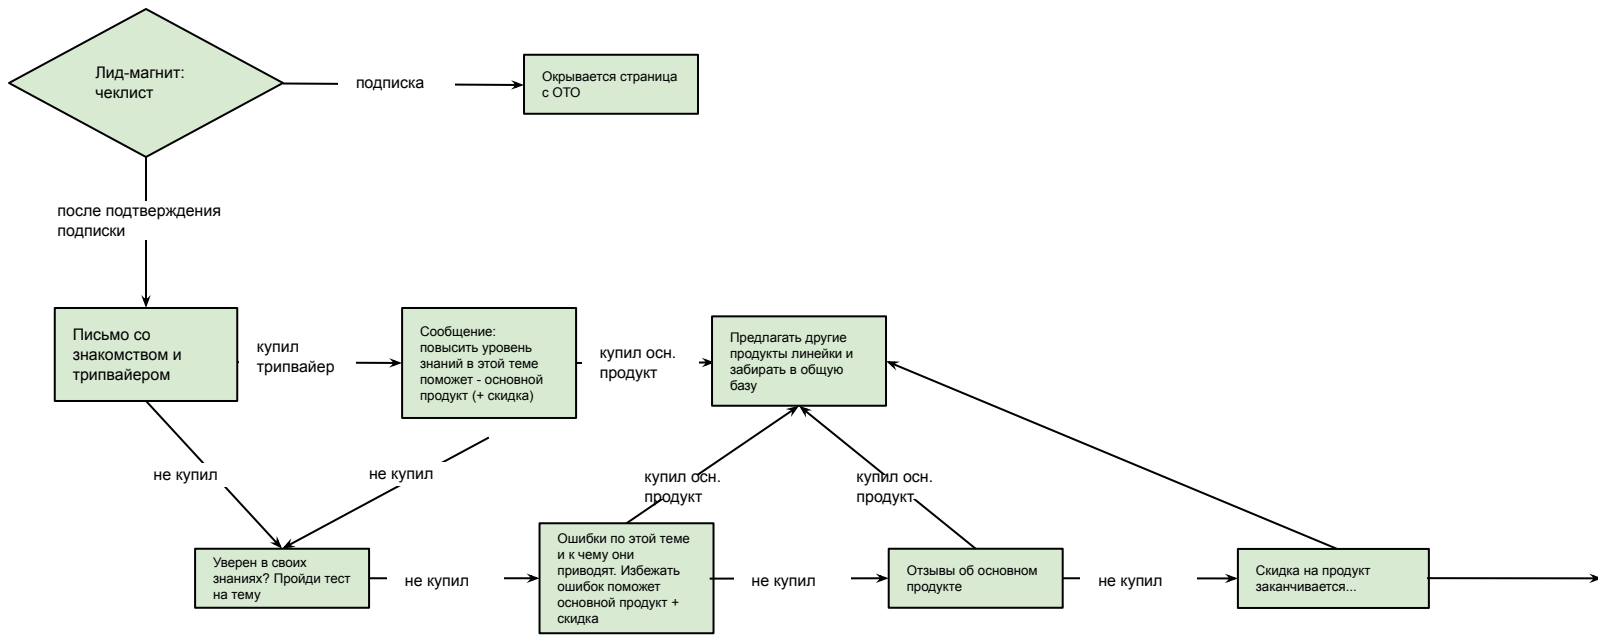 Лид-магнит:
чеклист
подписка
Окрывается страница
с ОТО
после подтверждения
подписки
Письмо со
знакомством и
трипвайером
купил
трипвайер
Сообщение:
повысить уровень
знаний в этой теме
поможет - основной
продукт (+ скидка)
купил осн.
продукт
Предлагать другие
продукты линейки и
забирать в общую
базу
не купил
не купил
купил осн.
продукт
купил осн.
продукт
Уверен в своих
знаниях? Пройди тест
на тему
не купил
Ошибки по этой теме
и к чему они
приводят. Избежать
ошибок поможет
основной продукт +
скидка
не купил
Отзывы об основном
продукте
не купил
Скидка на продукт
заканчивается...